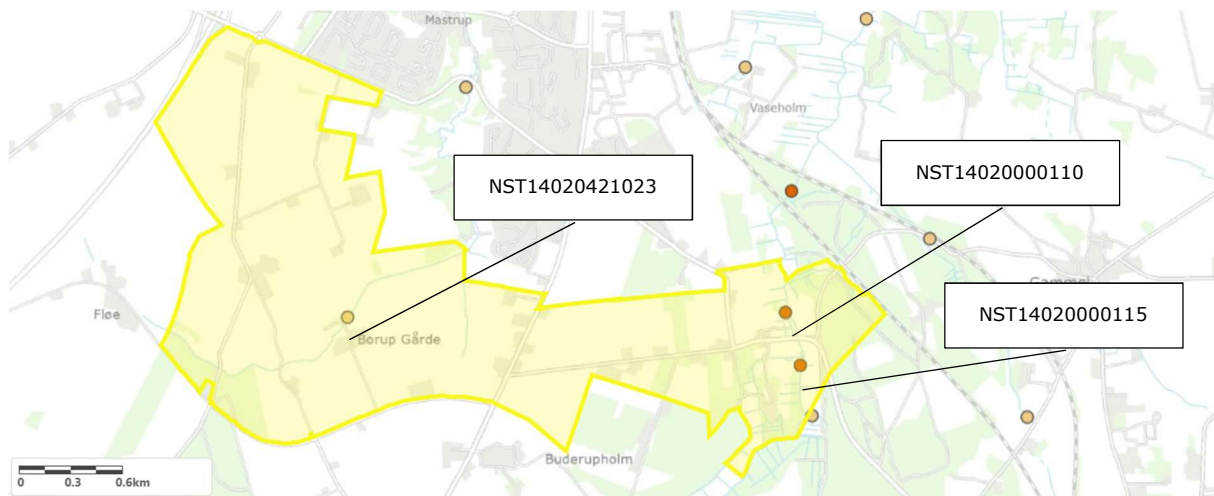 Mastrup
Vaseholm
NST14020421023
NST14020000110
Gammel
NST14020000115
Fløe
Borup Gårde
Buderupholm
0 0.3 0.6km